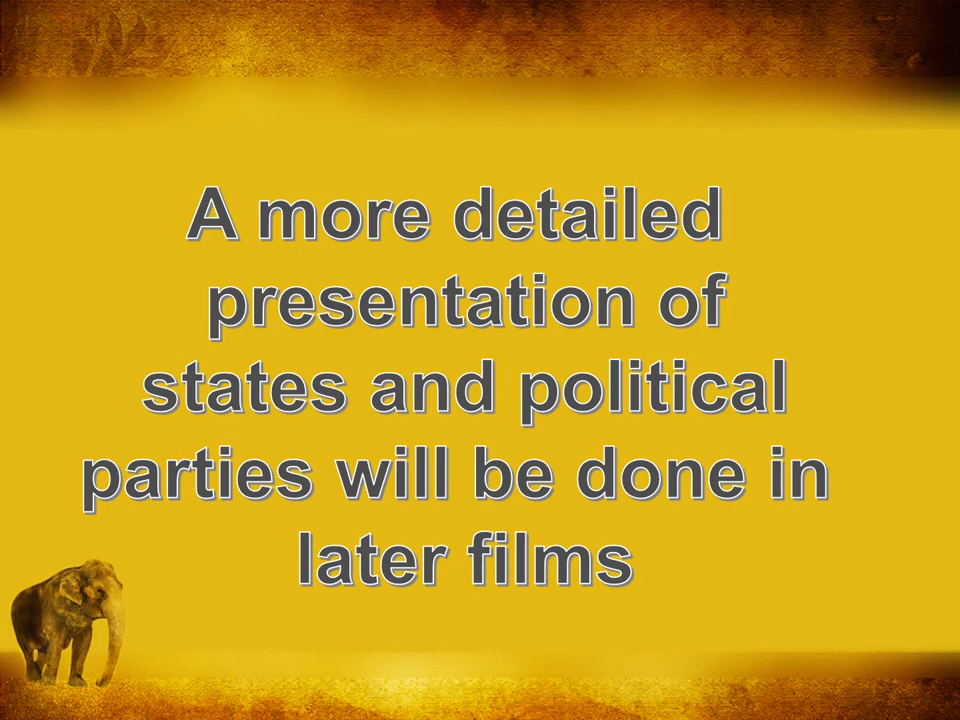 A more detailed
presentation of
states and political
parties will be done in
later films